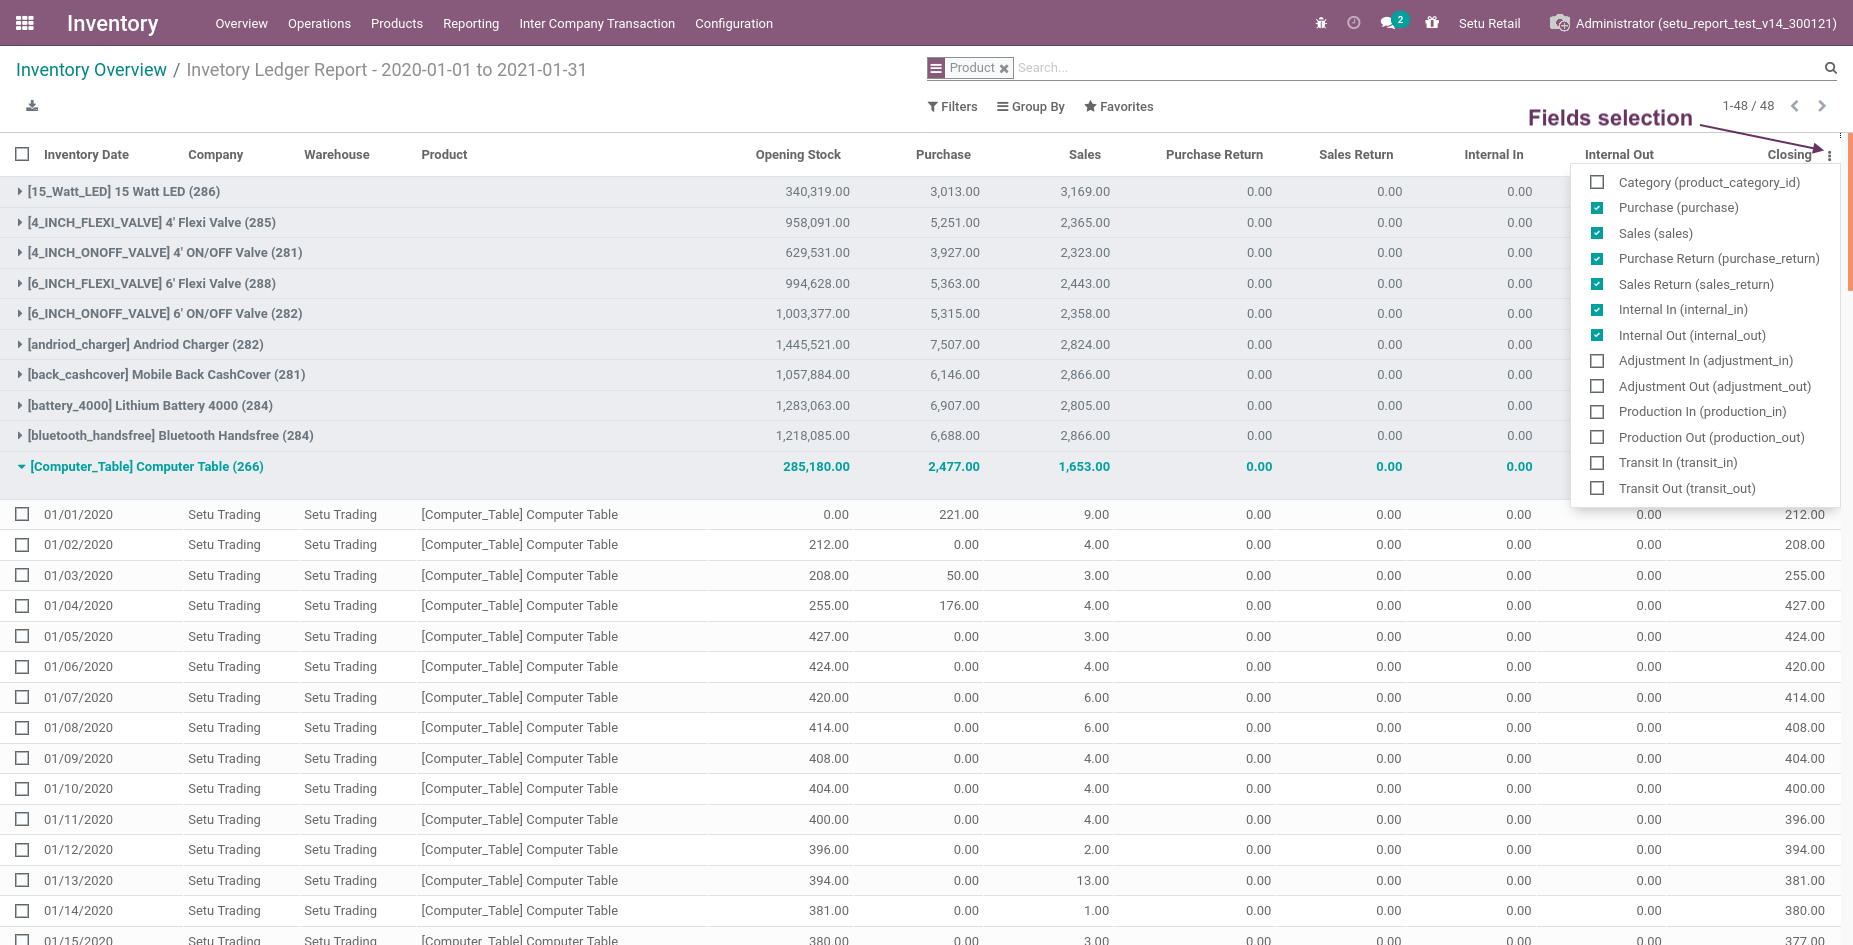 Inventory Overview Operations Products Reporting Inter Company Transaction Configuration 2 Setu Retail Administrator (setu_report_test_v14_300121)
Inventory Overview / Invetory Ledger Report - 2020-01-01 to 2021-01-31 Product Search...
Filters Group By Favorites 1-48 / 48
Fields selection
Inventory Date Company Warehouse Product Opening Stock Purchase Sales Purchase Return Sales Return Internal In Internal Out Closing
[15_Watt_LED] 15 Watt LED (286) 340,319.00 3,013.00 3,169.00 0.00 0.00 0.00
[4_INCH_FLEXI_VALVE] 4' Flexi Valve (285) 958,091.00 5,251.00 2,365.00 0.00 0.00 0.00
[4_INCH_ONOFF_VALVE] 4' ON/OFF Valve (281) 629,531.00 3,927.00 2,323.00 0.00 0.00 0.00
[6_INCH_FLEXI_VALVE] 6' Flexi Valve (288) 994,628.00 5,363.00 2,443.00 0.00 0.00 0.00
[6_INCH_ONOFF_VALVE] 6' ON/OFF Valve (282) 1,003,377.00 5,315.00 2,358.00 0.00 0.00 0.00
[andriod_charger] Andriod Charger (282) 1,445,521.00 7,507.00 2,824.00 0.00 0.00 0.00
[back_cashcover] Mobile Back CashCover (281) 1,057,884.00 6,146.00 2,866.00 0.00 0.00 0.00
[battery_4000] Lithium Battery 4000 (284) 1,283,063.00 6,907.00 2,805.00 0.00 0.00 0.00
[bluetooth_handsfree] Bluetooth Handsfree (284) 1,218,085.00 6,688.00 2,866.00 0.00 0.00 0.00
[Computer_Table] Computer Table (266) 285,180.00 2,477.00 1,653.00 0.00 0.00 0.00
Category (product_category_id)
Purchase (purchase)
Sales (sales)
Purchase Return (purchase_return)
Sales Return (sales_return)
Internal In (internal_in)
Internal Out (internal_out)
Adjustment In (adjustment_in)
Adjustment Out (adjustment_out)
Production In (production_in)
Production Out (production_out)
Transit In (transit_in)
Transit Out (transit_out)
01/01/2020 Setu Trading Setu Trading [Computer_Table] Computer Table 0.00 221.00 9.00 0.00 0.00 0.00 0.00 212.00
01/02/2020 Setu Trading Setu Trading [Computer_Table] Computer Table 212.00 0.00 4.00 0.00 0.00 0.00 0.00 208.00
01/03/2020 Setu Trading Setu Trading [Computer_Table] Computer Table 208.00 50.00 3.00 0.00 0.00 0.00 0.00 255.00
01/04/2020 Setu Trading Setu Trading [Computer_Table] Computer Table 255.00 176.00 4.00 0.00 0.00 0.00 0.00 427.00
01/05/2020 Setu Trading Setu Trading [Computer_Table] Computer Table 427.00 0.00 3.00 0.00 0.00 0.00 0.00 424.00
01/06/2020 Setu Trading Setu Trading [Computer_Table] Computer Table 424.00 0.00 4.00 0.00 0.00 0.00 0.00 420.00
01/07/2020 Setu Trading Setu Trading [Computer_Table] Computer Table 420.00 0.00 6.00 0.00 0.00 0.00 0.00 414.00
01/08/2020 Setu Trading Setu Trading [Computer_Table] Computer Table 414.00 0.00 6.00 0.00 0.00 0.00 0.00 408.00
01/09/2020 Setu Trading Setu Trading [Computer_Table] Computer Table 408.00 0.00 4.00 0.00 0.00 0.00 0.00 404.00
01/10/2020 Setu Trading Setu Trading [Computer_Table] Computer Table 404.00 0.00 4.00 0.00 0.00 0.00 0.00 400.00
01/11/2020 Setu Trading Setu Trading [Computer_Table] Computer Table 400.00 0.00 4.00 0.00 0.00 0.00 0.00 396.00
01/12/2020 Setu Trading Setu Trading [Computer_Table] Computer Table 396.00 0.00 2.00 0.00 0.00 0.00 0.00 394.00
01/13/2020 Setu Trading Setu Trading [Computer_Table] Computer Table 394.00 0.00 13.00 0.00 0.00 0.00 0.00 381.00
01/14/2020 Setu Trading Setu Trading [Computer_Table] Computer Table 381.00 0.00 1.00 0.00 0.00 0.00 0.00 380.00
01/15/2020 Setu Trading Setu Trading [Computer_Table] Computer Table 380.00 0.00 3.00 0.00 0.00 0.00 0.00 377.00